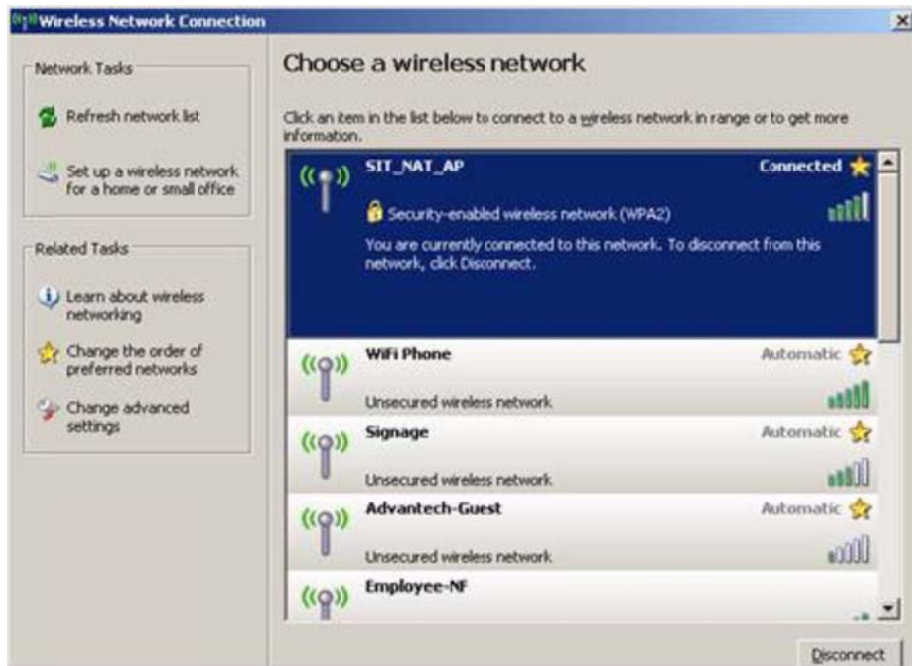 Wireless Network Connection
Network Tasks
Refresh network list
Set up a wireless network
for a home or small office
Related Tasks
Learn about wireless
networking
Change the order of
preferred networks
Change advanced
settings
Choose a wireless network
Click an item in the list below to connect to a wireless network in range or to get more
information.
SIT_NAT_AP Connected
Security-enabled wireless network (WPA2)
You are currently connected to this network. To disconnect from this
network, click Disconnect.
WiFi Phone Automatic
Unsecured wireless network
Signage Automatic
Unsecured wireless network
Advantech-Guest Automatic
Unsecured wireless network
Employee-NF
Disconnect